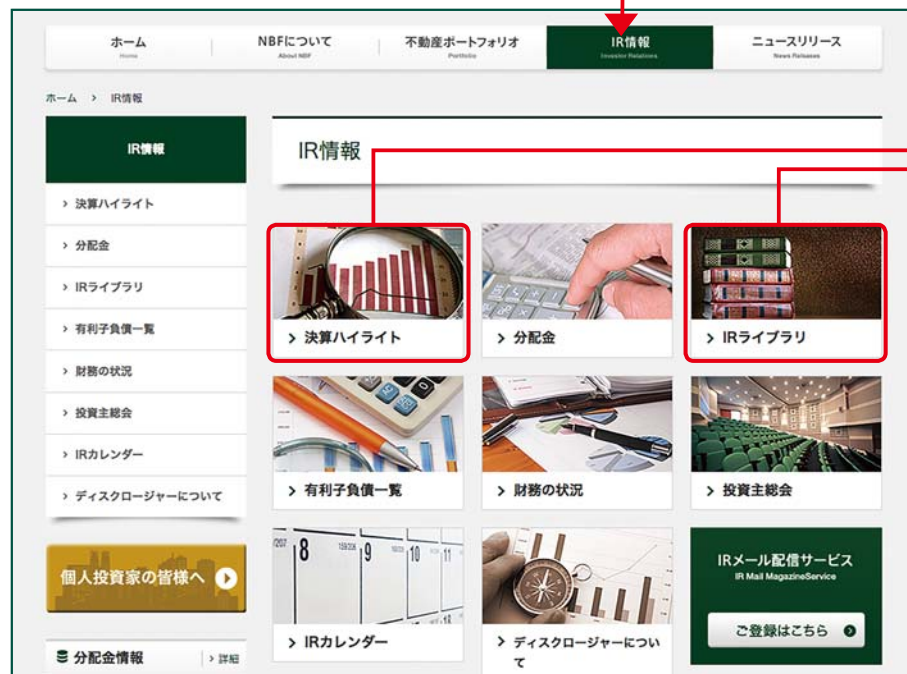 ホーム
Home
NBFについて
About NBF
不動産ポートフォリオ
Portfolio
IR情報
Investor Relations
ニュースリリース
News Releases
ホーム > IR情報
IR情報
> 決算ハイライト
> 分配金
> IRライブラリ
> 有利子負債一覧
> 財務の状況
> 投資主総会
> IRカレンダー
> ディスクロージャーについて
個人投資家の皆様へ
分配金情報
> 詳細
IR情報
> 決算ハイライト
> 分配金
> IRライブラリ
> 有利子負債一覧
> 財務の状況
> 投資主総会
8
9
10
11
> IRカレンダー
> ディスクロージャーについ
て
IRメール配信サービス
IR Mail MagazineService
ご登録はこちら